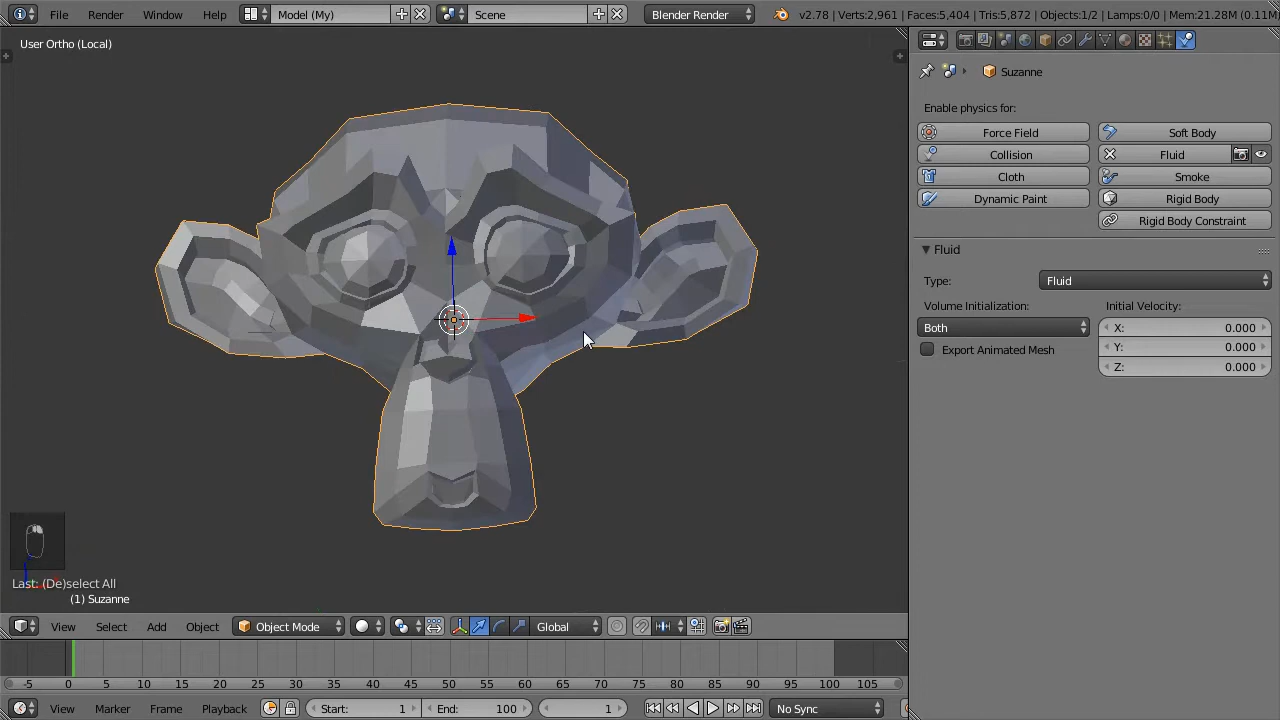 File Render Window Help Model (My) Scene Blender Render v2.78 | Verts:2,961 | Faces:5,404 | Tris:5,872 | Objects:1/2 | Lamps:0/0 | Mem:21.28M (0.11M
User Ortho (Local)
Suzanne
Enable physics for:
Force Field Soft Body
Collision Fluid
Cloth Smoke
Dynamic Paint Rigid Body
Rigid Body Constraint
Fluid
Type: Fluid
Volume Initialization: Initial Velocity:
Both X: 0.000
Export Animated Mesh Y: 0.000
Z: 0.000
Last: (De)select All
(1) Suzanne
View Select Add Object Object Mode Global
-5 0 5 10 15 20 25 30 35 40 45 50 55 60 65 70 75 80 85 90 95 100 105
View Marker Frame Playback Start: 1 End: 100 1 No Sync